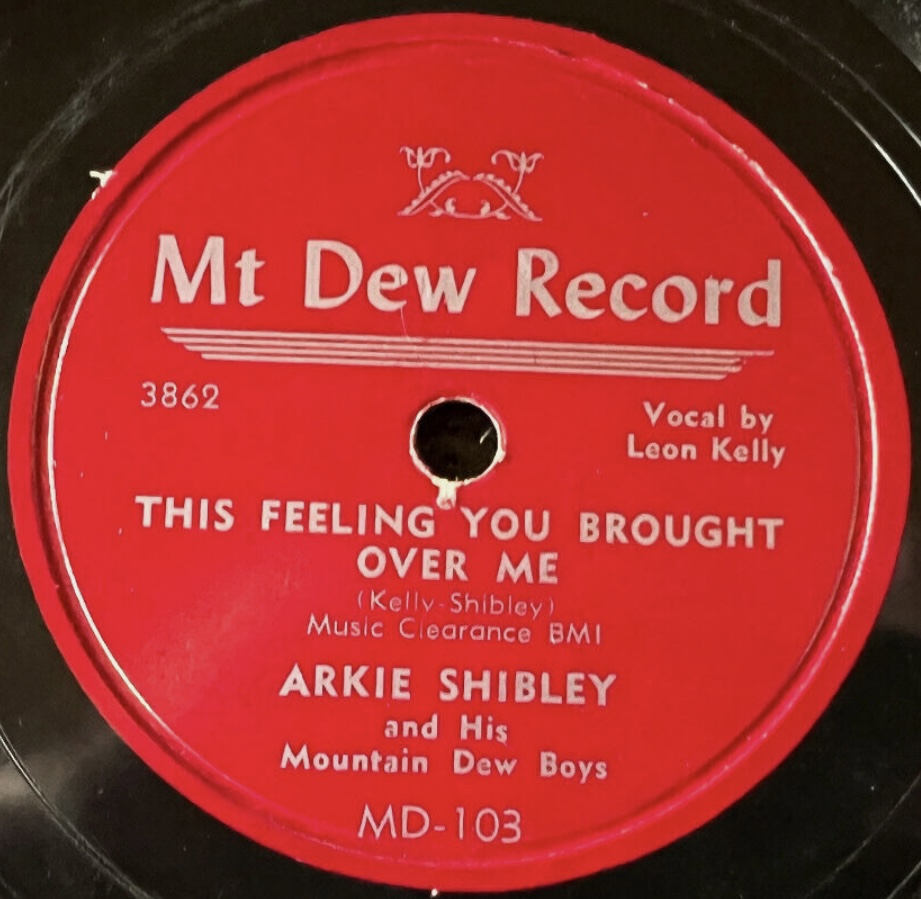 Mt Dew Record
3862
Vocal by
Leon Kelly
THIS FEELING YOU BROUGHT
OVER ME
(Kelly-Shibley)
Music Clearance BMI
ARKIE SHIBLEY
and His
Mountain Dew Boys
MD-103